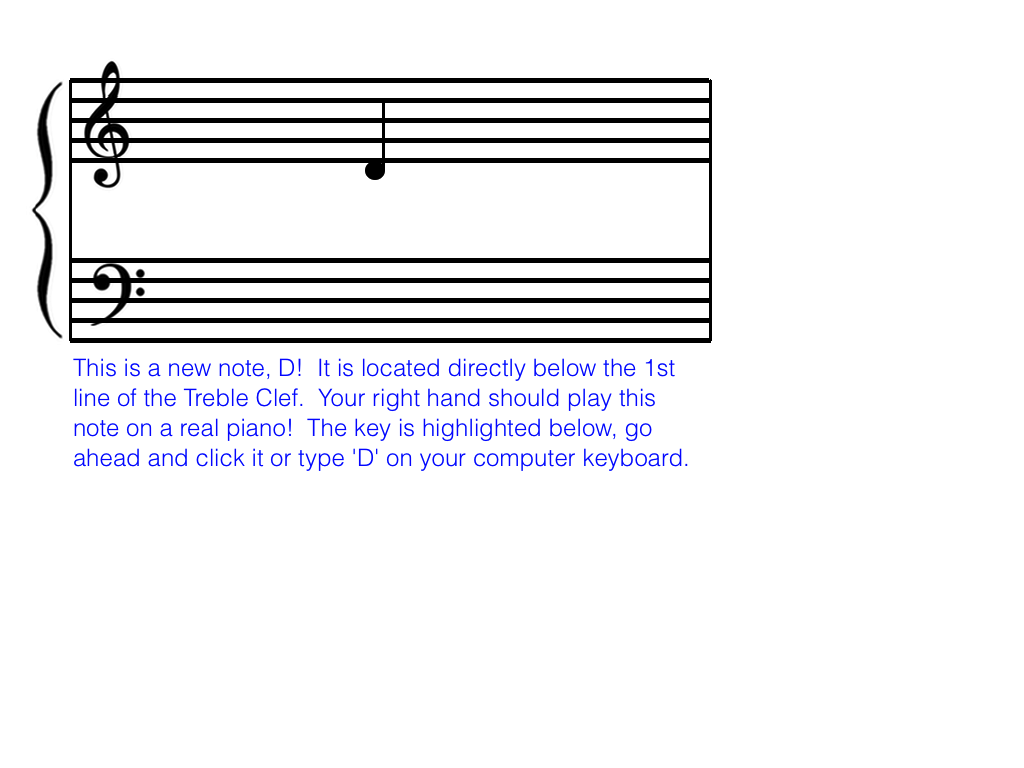 This is a new note, D!  It is located directly below the 1st
line of the Treble Clef.  Your right hand should play this
note on a real piano!  The key is highlighted below, go
ahead and click it or type 'D' on your computer keyboard.